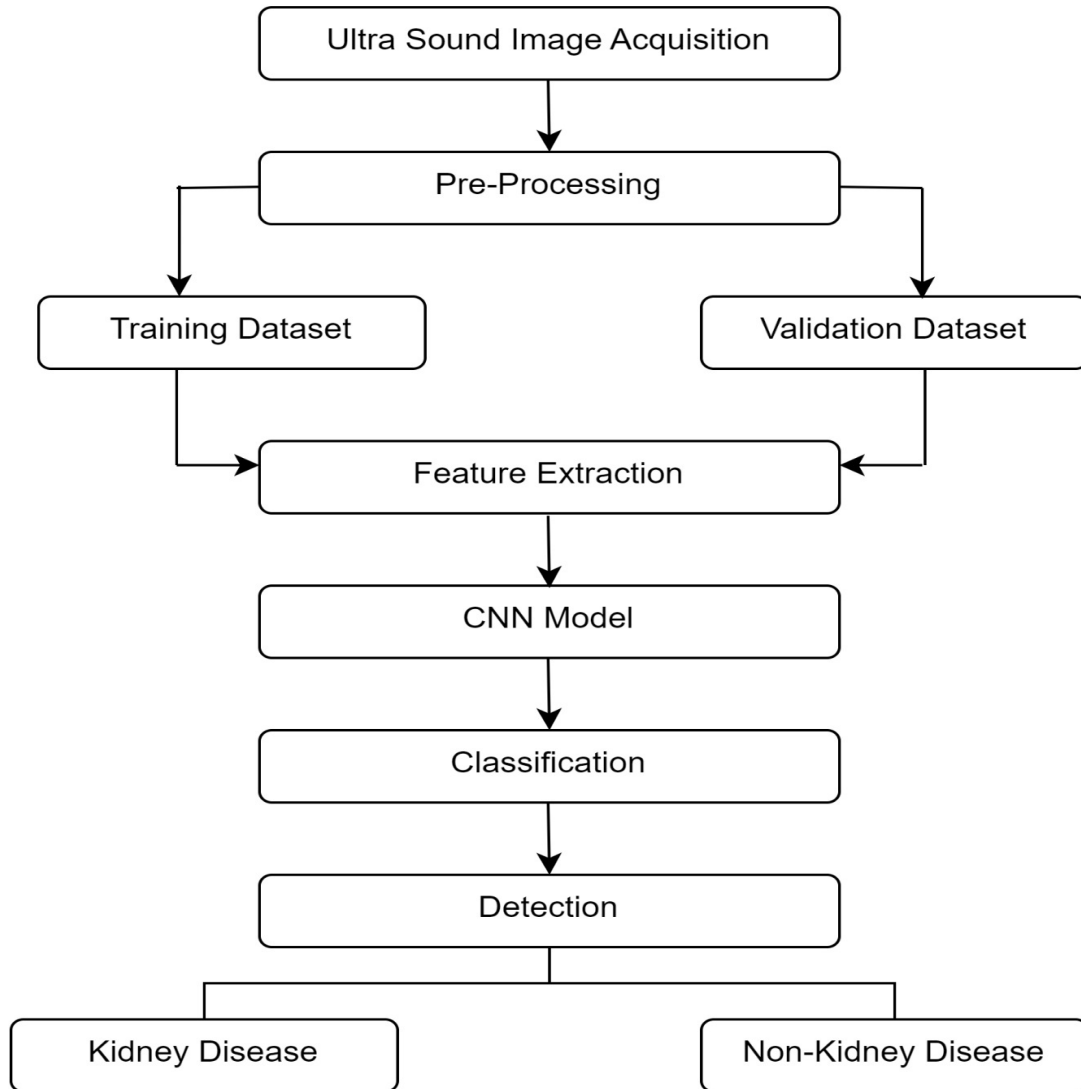 Ultra Sound Image Acquisition
Pre-Processing
Training Dataset
Validation Dataset
Feature Extraction
CNN Model
Classification
Detection
Kidney Disease
Non-Kidney Disease